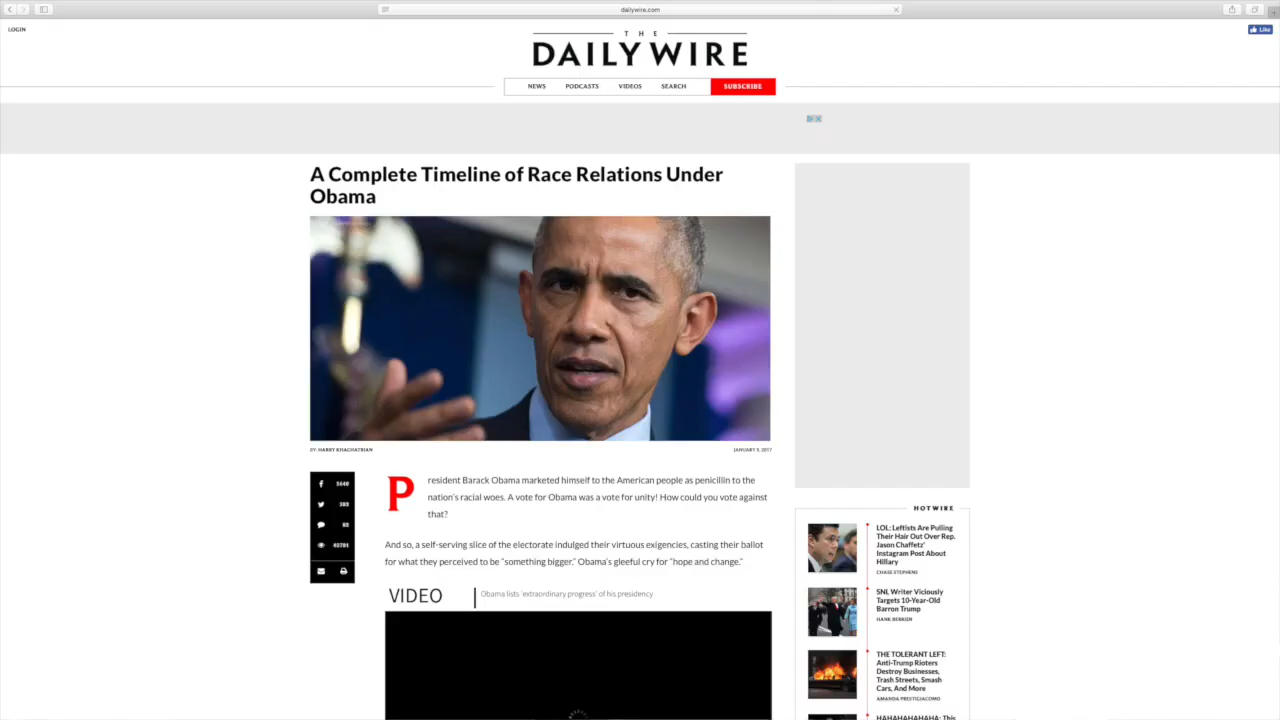 dailywire.com
LOGIN
Like
THE
DAILY WIRE
NEWS PODCASTS VIDEOS SEARCH SUBSCRIBE
A Complete Timeline of Race Relations Under
Obama
BY: HARRY KHACHATRIAN
JANUARY 9, 2017
President Barack Obama marketed himself to the American people as penicillin to the
nation's racial woes. A vote for Obama was a vote for unity! How could you vote against
that?
And so, a self-serving slice of the electorate indulged their virtuous exigencies, casting their ballot
for what they perceived to be "something bigger," Obama's gleeful cry for "hope and change."
VIDEO
Obama lists 'extraordinary progress' of his presidency
HOTWIRE
LOL: Leftists Are Pulling
Their Hair Out Over Rep.
Jason Chaffetz'
Instagram Post About
Hillary
CHASE STEPHENS
SNL Writer Viciously
Targets 10-Year-Old
Barron Trump
HANK BERRIEN
THE TOLERANT LEFT:
Anti-Trump Rioters
Destroy Businesses,
Trash Streets, Smash
Cars, And More
AMANDA PRESTIGIACOMO
HAHAHAHAHA: This